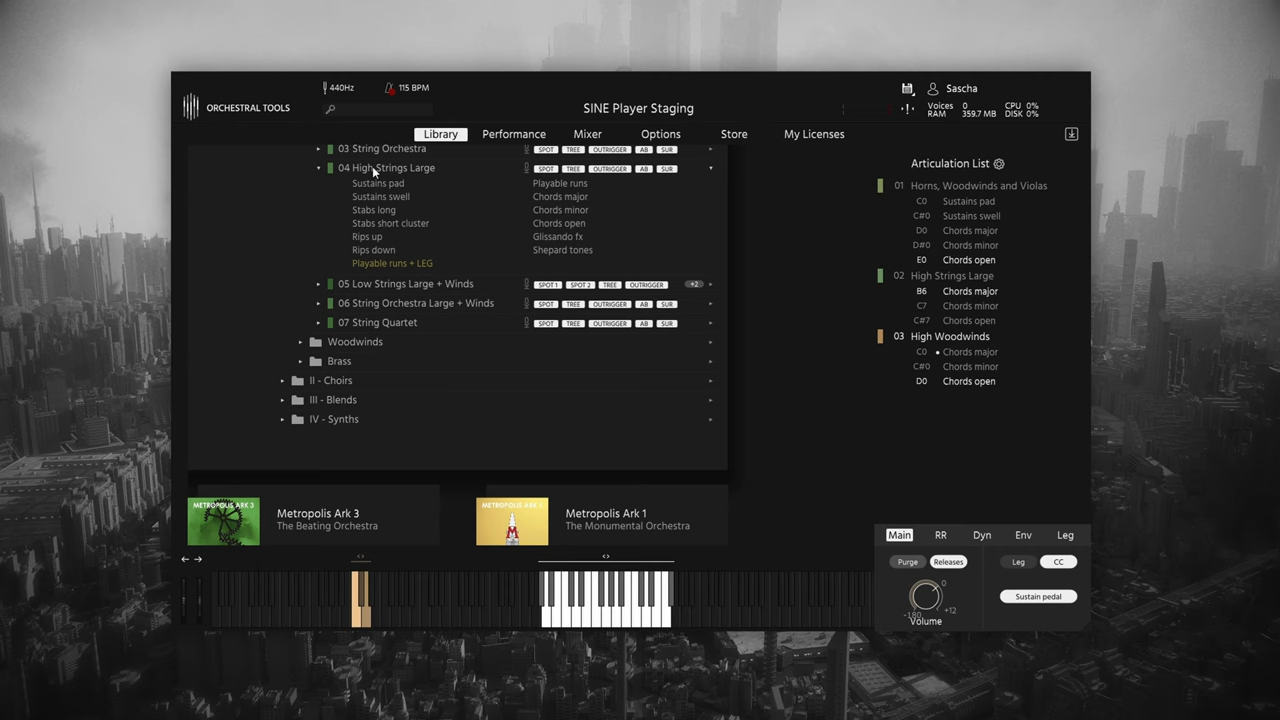 440Hz
115 BPM
Sascha
ORCHESTRAL TOOLS
SINE Player Staging
Voices 0 CPU 0%
RAM 359.7 MB DISK 0%
Library Performance Mixer Options Store My Licenses
03 String Orchestra SPOT TREE OUTRIGGER AB SUR
04 High Strings Large SPOT TREE OUTRIGGER AB SUR
Sustains pad Playable runs
Sustains swell Chords major
Stabs long Chords minor
Stabs short cluster Chords open
Rips up Glissando fx
Rips down Shepard tones
Playable runs + LEG
05 Low Strings Large + Winds SPOT 1 SPOT 2 TREE OUTRIGGER +2
06 String Orchestra Large + Winds SPOT TREE OUTRIGGER AB SUR
07 String Quartet SPOT TREE OUTRIGGER AB SUR
Woodwinds
Brass
II - Choirs
III - Blends
IV - Synths
Articulation List
01 Horns, Woodwinds and Violas
C0 Sustains pad
C#0 Sustains swell
D0 Chords major
D#0 Chords minor
E0 Chords open
02 High Strings Large
B6 Chords major
C7 Chords minor
C#7 Chords open
03 High Woodwinds
C0 Chords major
C#0 Chords minor
D0 Chords open
METROPOLIS ARK 3
Metropolis Ark 3
The Beating Orchestra
METROPOLIS ARK 1
Metropolis Ark 1
The Monumental Orchestra
Main RR Dyn Env Leg
Purge Releases Leg CC
Sustain pedal
0
-180 +12
Volume